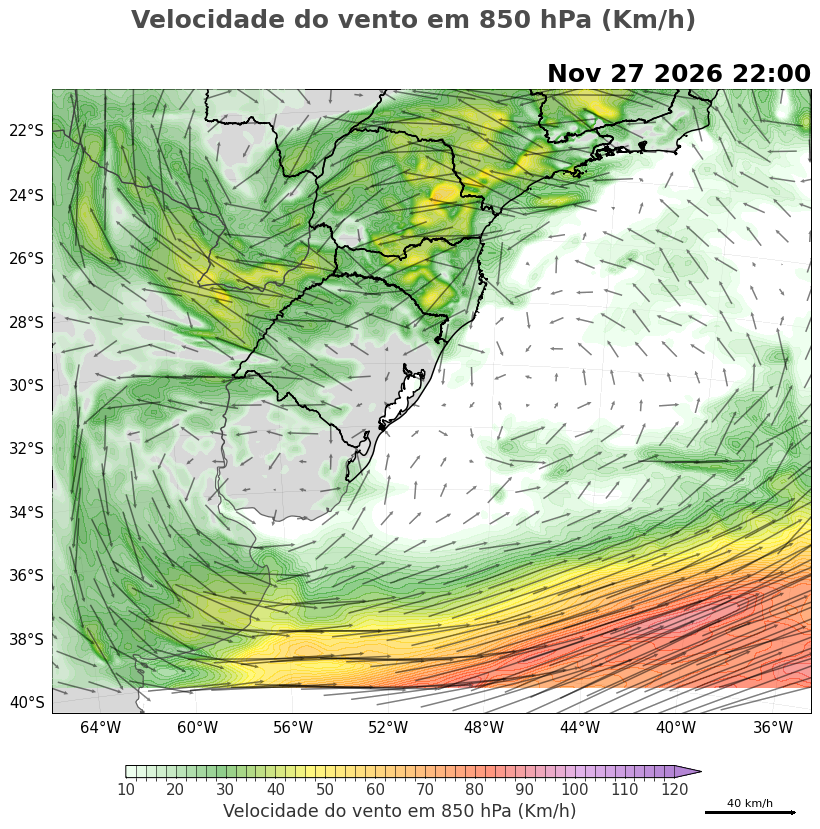 Velocidade do vento em 850 hPa (Km/h)
Nov 27 2026 22:00
22°S
24°S
26°S
28°S
30°S
32°S
34°S
36°S
38°S
40°S
64°W 60°W 56°W 52°W 48°W 44°W 40°W 36°W
10 20 30 40 50 60 70 80 90 100 110 120
Velocidade do vento em 850 hPa (Km/h)
40 km/h